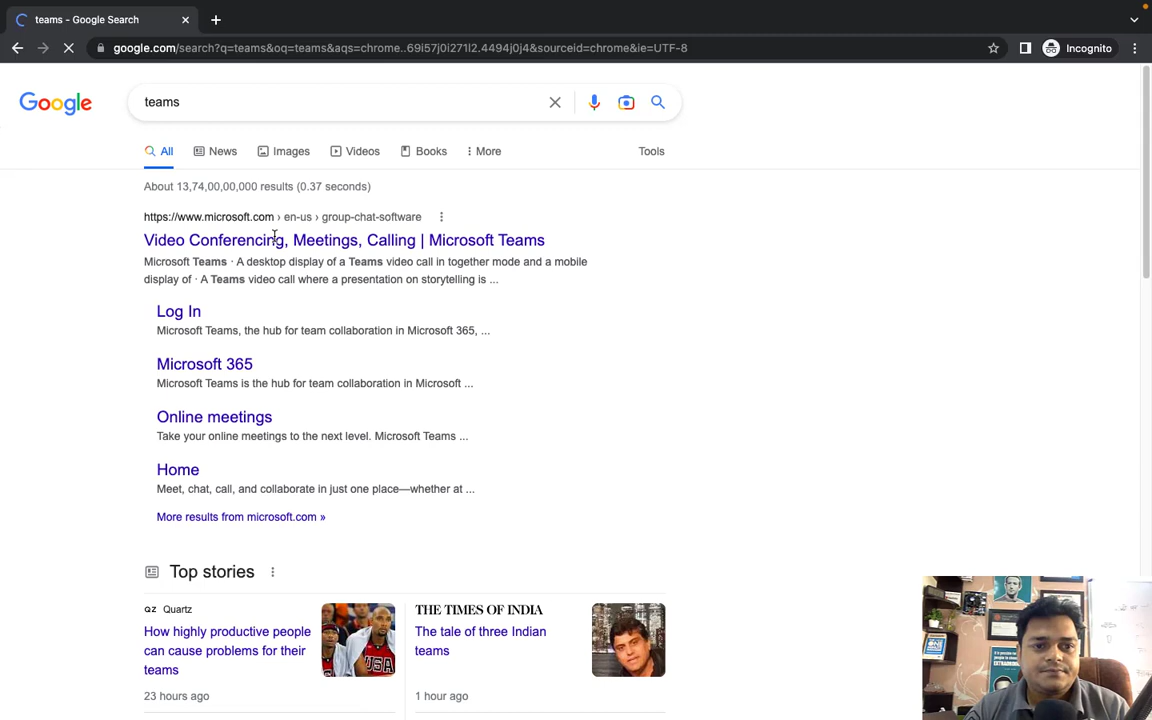 teams - Google Search
google.com/search?q=teams&oq=teams&aqs=chrome..69i57j0i271l2.4494j0j4&sourceid=chrome&ie=UTF-8
Incognito
Google
teams
All
News
Images
Videos
Books
More
Tools
About 13,74,00,00,000 results (0.37 seconds)
https://www.microsoft.com › en-us › group-chat-software
Video Conferencing, Meetings, Calling | Microsoft Teams
Microsoft Teams · A desktop display of a Teams video call in together mode and a mobile
display of · A Teams video call where a presentation on storytelling is ...
Log In
Microsoft Teams, the hub for team collaboration in Microsoft 365, ...
Microsoft 365
Microsoft Teams is the hub for team collaboration in Microsoft ...
Online meetings
Take your online meetings to the next level. Microsoft Teams ...
Home
Meet, chat, call, and collaborate in just one place—whether at ...
More results from microsoft.com »
Top stories
QZ Quartz
How highly productive people
can cause problems for their
teams
23 hours ago
USA
THE TIMES OF INDIA
The tale of three Indian
teams
1 hour ago